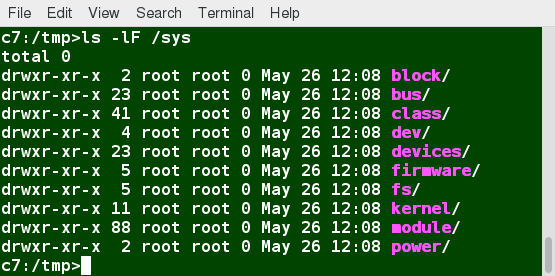 File Edit View Search Terminal Help
c7:/tmp>ls -lF /sys
total 0
drwxr-xr-x  2 root root 0 May 26 12:08 block/
drwxr-xr-x 23 root root 0 May 26 12:08 bus/
drwxr-xr-x 41 root root 0 May 26 12:08 class/
drwxr-xr-x  4 root root 0 May 26 12:08 dev/
drwxr-xr-x 23 root root 0 May 26 12:08 devices/
drwxr-xr-x  5 root root 0 May 26 12:08 firmware/
drwxr-xr-x  5 root root 0 May 26 12:08 fs/
drwxr-xr-x 11 root root 0 May 26 12:08 kernel/
drwxr-xr-x 88 root root 0 May 26 12:08 module/
drwxr-xr-x  2 root root 0 May 26 12:08 power/
c7:/tmp>